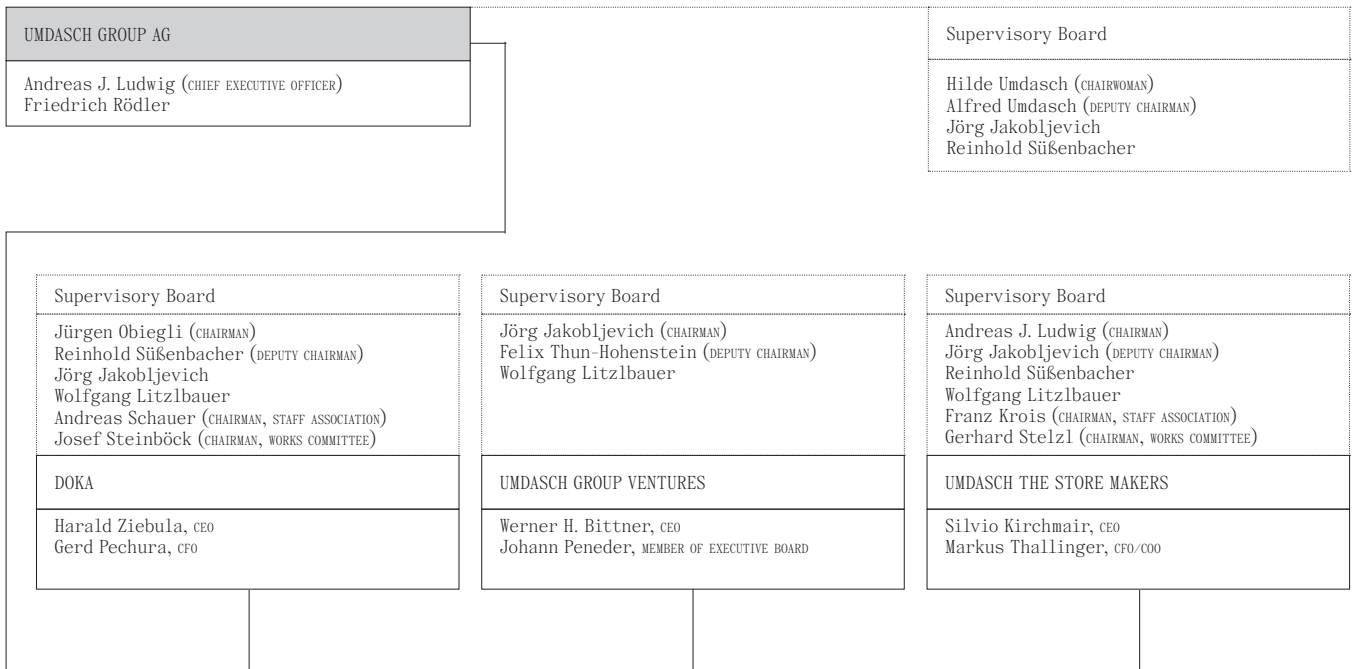 UMDASCH GROUP AG
Andreas J. Ludwig (CHIEF EXECUTIVE OFFICER)
Friedrich Rödler
Supervisory Board
Hilde Umdasch (CHAIRWOMAN)
Alfred Umdasch (DEPUTY CHAIRMAN)
Jörg Jakobljevich
Reinhold Süßenbacher
Supervisory Board
Jürgen Obiegli (CHAIRMAN)
Reinhold Süßenbacher (DEPUTY CHAIRMAN)
Jörg Jakobljevich
Wolfgang Litzlbauer
Andreas Schauer (CHAIRMAN, STAFF ASSOCIATION)
Josef Steinböck (CHAIRMAN, WORKS COMMITTEE)
DOKA
Harald Ziebula, CEO
Gerd Pechura, CFO
Supervisory Board
Jörg Jakobljevich (CHAIRMAN)
Felix Thun-Hohenstein (DEPUTY CHAIRMAN)
Wolfgang Litzlbauer
UMDASCH GROUP VENTURES
Werner H. Bittner, CEO
Johann Peneder, MEMBER OF EXECUTIVE BOARD
Supervisory Board
Andreas J. Ludwig (CHAIRMAN)
Jörg Jakobljevich (DEPUTY CHAIRMAN)
Reinhold Süßenbacher
Wolfgang Litzlbauer
Franz Krois (CHAIRMAN, STAFF ASSOCIATION)
Gerhard Stelzl (CHAIRMAN, WORKS COMMITTEE)
UMDASCH THE STORE MAKERS
Silvio Kirchmair, CEO
Markus Thallinger, CFO/COO